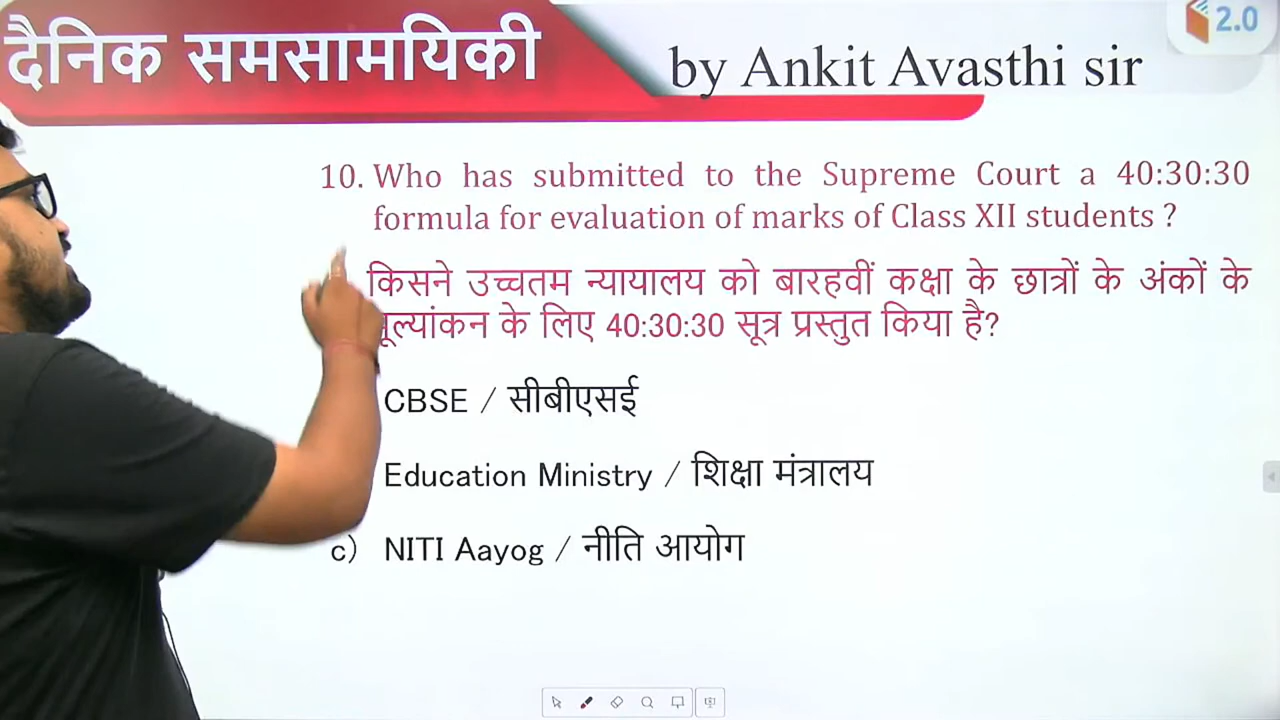 दैनिक समसामयिकी
by Ankit Avasthi sir
2.0
10. Who has submitted to the Supreme Court a 40:30:30
formula for evaluation of marks of Class XII students ?
किसने उच्चतम न्यायालय को बारहवीं कक्षा के छात्रों के अंकों के
के लिए 40:30:30 सूत्र प्रस्तुत किया है?
CBSE / सीबीएसई
Education Ministry / शिक्षा मंत्रालय
c) NITI Aayog / नीति आयोग